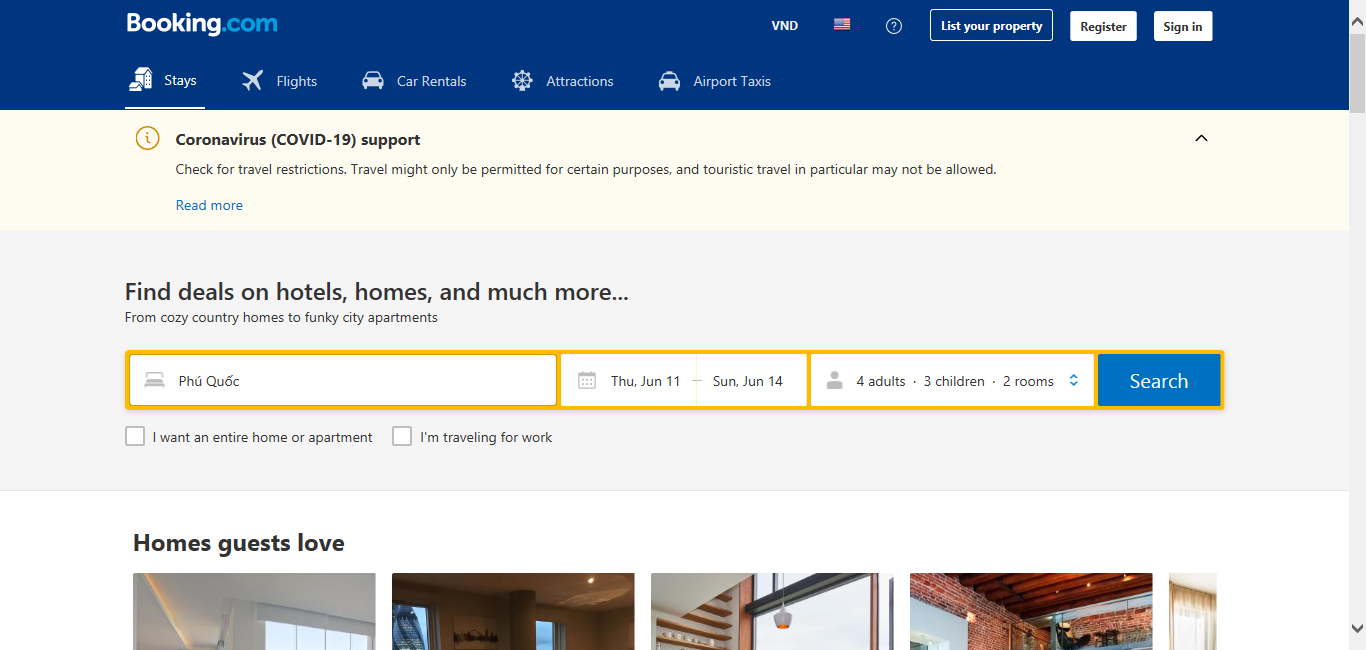 Booking.com
VND
?
List your property
Register
Sign in
Stays
Flights
Car Rentals
Attractions
Airport Taxis
Coronavirus (COVID-19) support
Check for travel restrictions. Travel might only be permitted for certain purposes, and touristic travel in particular may not be allowed.
Read more
Find deals on hotels, homes, and much more...
From cozy country homes to funky city apartments
Phú Quốc
Thu, Jun 11 — Sun, Jun 14
4 adults · 3 children · 2 rooms
Search
I want an entire home or apartment
I'm traveling for work
Homes guests love